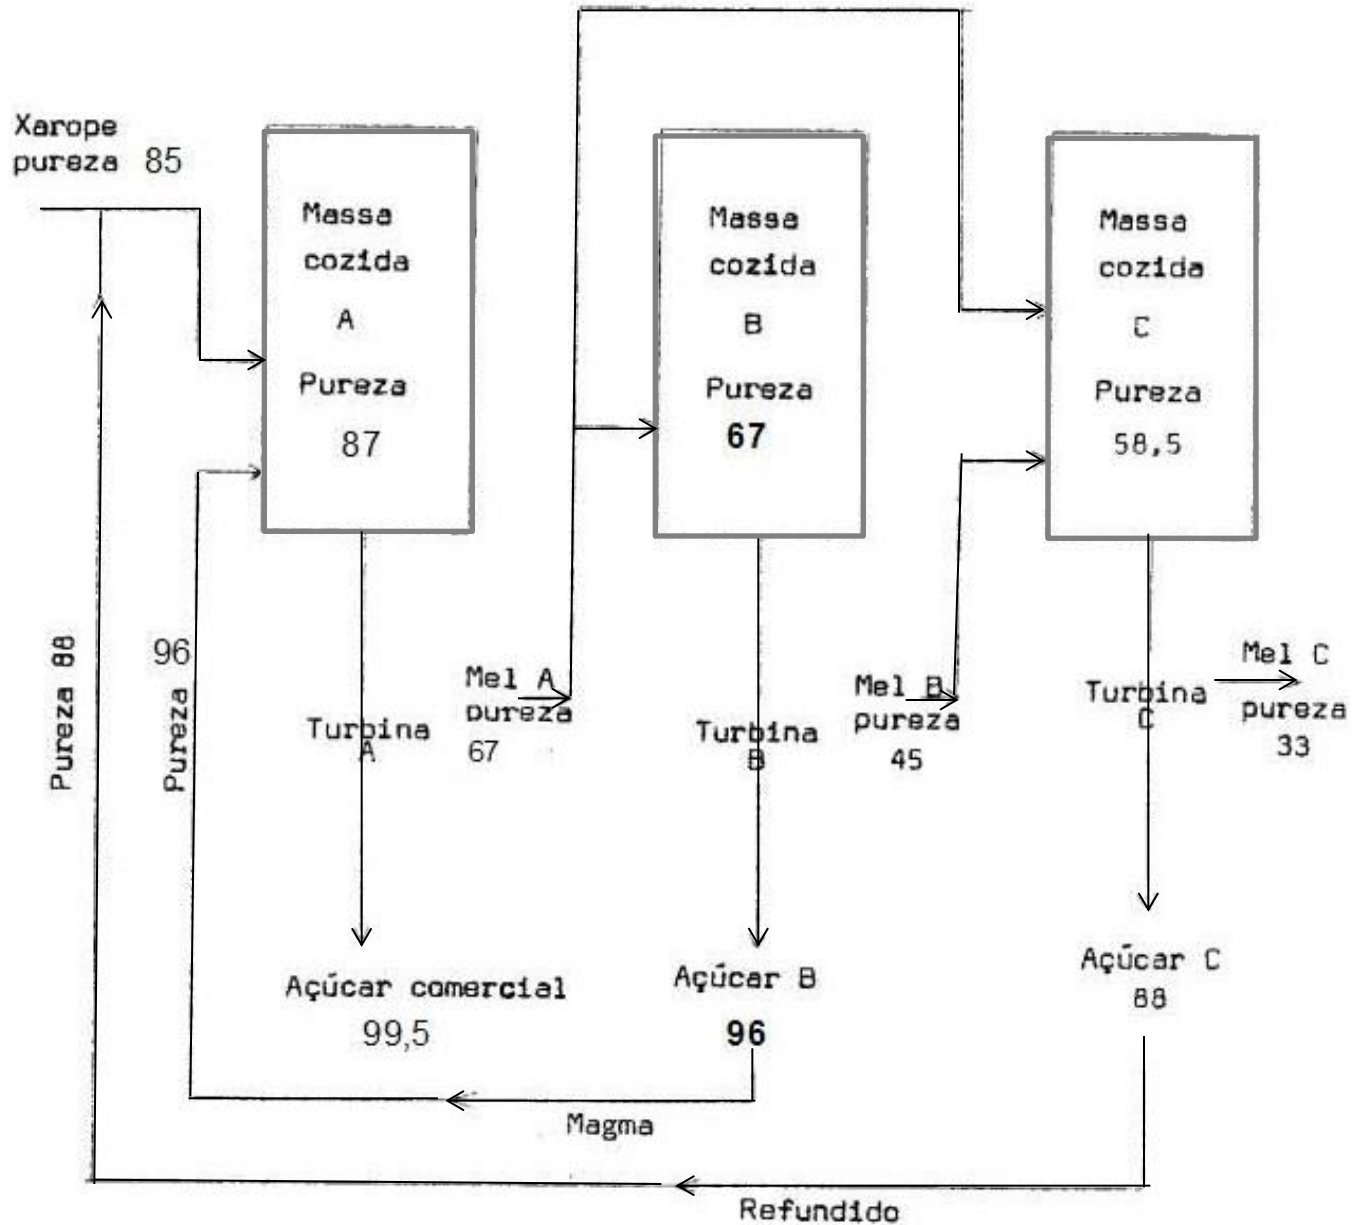 Xarope
pureza 85
Massa
cozida
A
Pureza
87
Massa
cozida
B
Pureza
67
Massa
cozida
C
Pureza
58,5
Pureza 88
96
Pureza
Turbina
A
Mel A
pureza
67
Turbina
B
Mel B
pureza
45
Turbina
C
Mel C
pureza
33
Açúcar comercial
99,5
Açúcar B
96
Açúcar C
88
Magma
Refundido